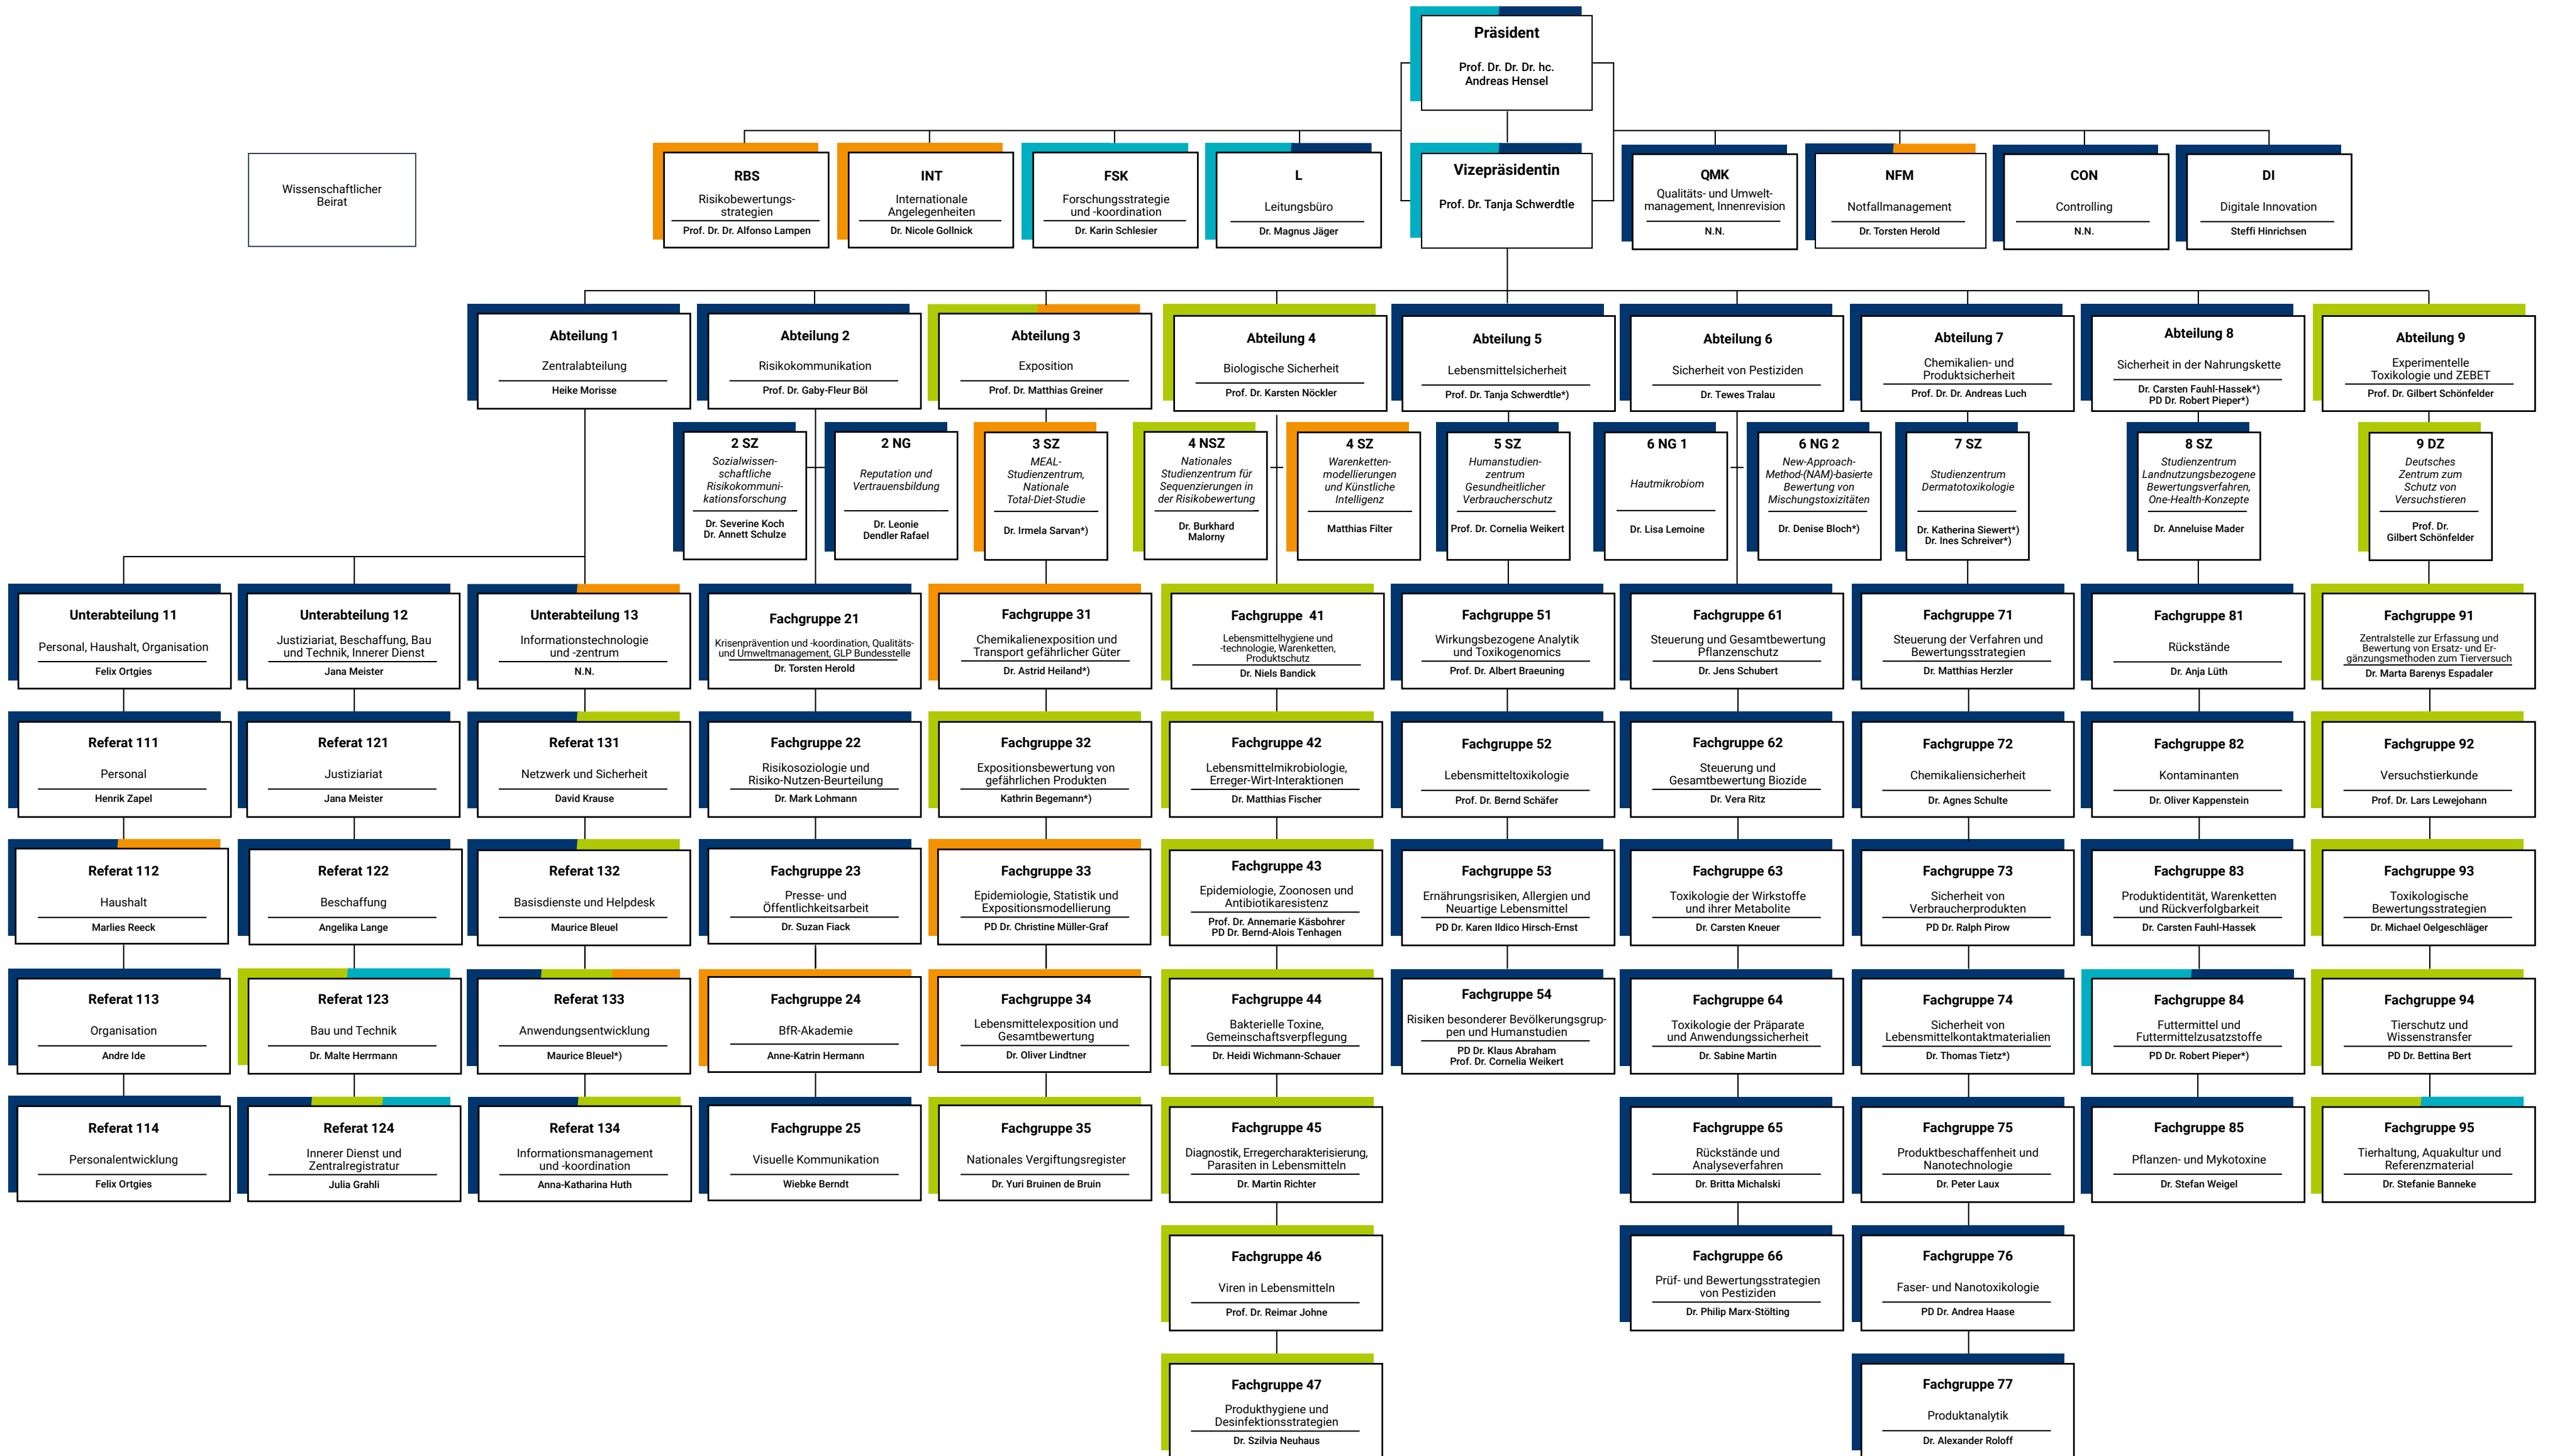 Präsident
Prof. Dr. Dr. Dr. hc.
Andreas Hensel
Wissenschaftlicher
Beirat
RBS
Risikobewertungs-
strategien
Prof. Dr. Dr. Alfonso Lampen
INT
Internationale
Angelegenheiten
Dr. Nicole Gollnick
FSK
Forschungsstrategie
und -koordination
Dr. Karin Schlesier
L
Leitungsbüro
Dr. Magnus Jäger
Vizepräsidentin
Prof. Dr. Tanja Schwerdtle
QMK
Qualitäts- und Umwelt-
management, Innenrevision
N.N.
NFM
Notfallmanagement
Dr. Torsten Herold
CON
Controlling
N.N.
DI
Digitale Innovation
Steffi Hinrichsen
Abteilung 1
Zentralabteilung
Heike Morisse
Abteilung 2
Risikokommunikation
Prof. Dr. Gaby-Fleur Böl
Abteilung 3
Exposition
Prof. Dr. Matthias Greiner
Abteilung 4
Biologische Sicherheit
Prof. Dr. Karsten Nöckler
Abteilung 5
Lebensmittelsicherheit
Prof. Dr. Tanja Schwerdtle*)
Abteilung 6
Sicherheit von Pestiziden
Dr. Tewes Tralau
Abteilung 7
Chemikalien- und
Produktsicherheit
Prof. Dr. Dr. Andreas Luch
Abteilung 8
Sicherheit in der Nahrungskette
Dr. Carsten Fauhl-Hassek*)
PD Dr. Robert Pieper*)
Abteilung 9
Experimentelle
Toxikologie und ZEBET
Prof. Dr. Gilbert Schönfelder
2 SZ
Sozialwissen-
schaftliche
Risikokommuni-
kationsforschung
Dr. Severine Koch
Dr. Annett Schulze
2 NG
Reputation und
Vertrauensbildung
Dr. Leonie
Dendler Rafael
3 SZ
MEAL-
Studienzentrum,
Nationale
Total-Diet-Studie
Dr. Irmela Sarvan*)
4 NSZ
Nationales
Studienzentrum für
Sequenzierungen in
der Risikobewertung
Dr. Burkhard
Malorny
4 SZ
Warenketten-
modellierungen
und Künstliche
Intelligenz
Matthias Filter
5 SZ
Humanstudien-
zentrum
Gesundheitlicher
Verbraucherschutz
Prof. Dr. Cornelia Weikert
6 NG 1
Hautmikrobiom
Dr. Lisa Lemoine
6 NG 2
New-Approach-
Method-(NAM)-basierte
Bewertung von
Mischungstoxizitäten
Dr. Denise Bloch*)
7 SZ
Studienzentrum
Dermatotoxikologie
Dr. Katherina Siewert*)
Dr. Ines Schreiver*)
8 SZ
Studienzentrum
Landnutzungsbezogene
Bewertungsverfahren,
One-Health-Konzepte
Dr. Anneluise Mader
9 DZ
Deutsches
Zentrum zum
Schutz von
Versuchstieren
Prof. Dr.
Gilbert Schönfelder
Unterabteilung 11
Personal, Haushalt, Organisation
Felix Ortgies
Unterabteilung 12
Justiziariat, Beschaffung, Bau
und Technik, Innerer Dienst
Jana Meister
Unterabteilung 13
Informationstechnologie
und -zentrum
N.N.
Fachgruppe 21
Krisenprävention und -koordination, Qualitäts-
und Umweltmanagement, GLP Bundesstelle
Dr. Torsten Herold
Fachgruppe 31
Chemikalienexposition und
Transport gefährlicher Güter
Dr. Astrid Heiland*)
Fachgruppe 41
Lebensmittelhygiene und
-technologie, Warenketten,
Produktschutz
Dr. Niels Bandick
Fachgruppe 51
Wirkungsbezogene Analytik
und Toxikogenomics
Prof. Dr. Albert Braeuning
Fachgruppe 61
Steuerung und Gesamtbewertung
Pflanzenschutz
Dr. Jens Schubert
Fachgruppe 71
Steuerung der Verfahren und
Bewertungsstrategien
Dr. Matthias Herzler
Fachgruppe 81
Rückstände
Dr. Anja Lüth
Fachgruppe 91
Zentralstelle zur Erfassung und
Bewertung von Ersatz- und Er-
gänzungsmethoden zum Tierversuch
Dr. Marta Barenys Espadaler
Referat 111
Personal
Henrik Zapel
Referat 121
Justiziariat
Jana Meister
Referat 131
Netzwerk und Sicherheit
David Krause
Fachgruppe 22
Risikosoziologie und
Risiko-Nutzen-Beurteilung
Dr. Mark Lohmann
Fachgruppe 32
Expositionsbewertung von
gefährlichen Produkten
Kathrin Begemann*)
Fachgruppe 42
Lebensmittelmikrobiologie,
Erreger-Wirt-Interaktionen
Dr. Matthias Fischer
Fachgruppe 52
Lebensmitteltoxikologie
Prof. Dr. Bernd Schäfer
Fachgruppe 62
Steuerung und
Gesamtbewertung Biozide
Dr. Vera Ritz
Fachgruppe 72
Chemikaliensicherheit
Dr. Agnes Schulte
Fachgruppe 82
Kontaminanten
Dr. Oliver Kappenstein
Fachgruppe 92
Versuchstierkunde
Prof. Dr. Lars Lewejohann
Referat 112
Haushalt
Marlies Reeck
Referat 122
Beschaffung
Angelika Lange
Referat 132
Basisdienste und Helpdesk
Maurice Bleuel
Fachgruppe 23
Presse- und
Öffentlichkeitsarbeit
Dr. Suzan Fiack
Fachgruppe 33
Epidemiologie, Statistik und
Expositionsmodellierung
PD Dr. Christine Müller-Graf
Fachgruppe 43
Epidemiologie, Zoonosen und
Antibiotikaresistenz
Prof. Dr. Annemarie Käsbohrer
PD Dr. Bernd-Alois Tenhagen
Fachgruppe 53
Ernährungsrisiken, Allergien und
Neuartige Lebensmittel
PD Dr. Karen Ildico Hirsch-Ernst
Fachgruppe 63
Toxikologie der Wirkstoffe
und ihrer Metabolite
Dr. Carsten Kneuer
Fachgruppe 73
Sicherheit von
Verbraucherprodukten
PD Dr. Ralph Pirow
Fachgruppe 83
Produktidentität, Warenketten
und Rückverfolgbarkeit
Dr. Carsten Fauhl-Hassek
Fachgruppe 93
Toxikologische
Bewertungsstrategien
Dr. Michael Oelgeschläger
Referat 113
Organisation
Andre Ide
Referat 123
Bau und Technik
Dr. Malte Herrmann
Referat 133
Anwendungsentwicklung
Maurice Bleuel*)
Fachgruppe 24
BfR-Akademie
Anne-Katrin Hermann
Fachgruppe 34
Lebensmittelexposition und
Gesamtbewertung
Dr. Oliver Lindtner
Fachgruppe 44
Bakterielle Toxine,
Gemeinschaftsverpflegung
Dr. Heidi Wichmann-Schauer
Fachgruppe 54
Risiken besonderer Bevölkerungsgrup-
pen und Humanstudien
PD Dr. Klaus Abraham
Prof. Dr. Cornelia Weikert
Fachgruppe 64
Toxikologie der Präparate
und Anwendungssicherheit
Dr. Sabine Martin
Fachgruppe 74
Sicherheit von
Lebensmittelkontaktmaterialien
Dr. Thomas Tietz*)
Fachgruppe 84
Futtermittel und
Futtermittelzusatzstoffe
PD Dr. Robert Pieper*)
Fachgruppe 94
Tierschutz und
Wissenstransfer
PD Dr. Bettina Bert
Referat 114
Personalentwicklung
Felix Ortgies
Referat 124
Innerer Dienst und
Zentralregistratur
Julia Grahli
Referat 134
Informationsmanagement
und -koordination
Anna-Katharina Huth
Fachgruppe 25
Visuelle Kommunikation
Wiebke Berndt
Fachgruppe 35
Nationales Vergiftungsregister
Dr. Yuri Bruinen de Bruin
Fachgruppe 45
Diagnostik, Erregercharakterisierung,
Parasiten in Lebensmitteln
Dr. Martin Richter
Fachgruppe 65
Rückstände und
Analyseverfahren
Dr. Britta Michalski
Fachgruppe 75
Produktbeschaffenheit und
Nanotechnologie
Dr. Peter Laux
Fachgruppe 85
Pflanzen- und Mykotoxine
Dr. Stefan Weigel
Fachgruppe 95
Tierhaltung, Aquakultur und
Referenzmaterial
Dr. Stefanie Banneke
Fachgruppe 46
Viren in Lebensmitteln
Prof. Dr. Reimar Johne
Fachgruppe 66
Prüf- und Bewertungsstrategien
von Pestiziden
Dr. Philip Marx-Stölting
Fachgruppe 76
Faser- und Nanotoxikologie
PD Dr. Andrea Haase
Fachgruppe 47
Produkthygiene und
Desinfektionsstrategien
Dr. Szilvia Neuhaus
Fachgruppe 77
Produktanalytik
Dr. Alexander Roloff